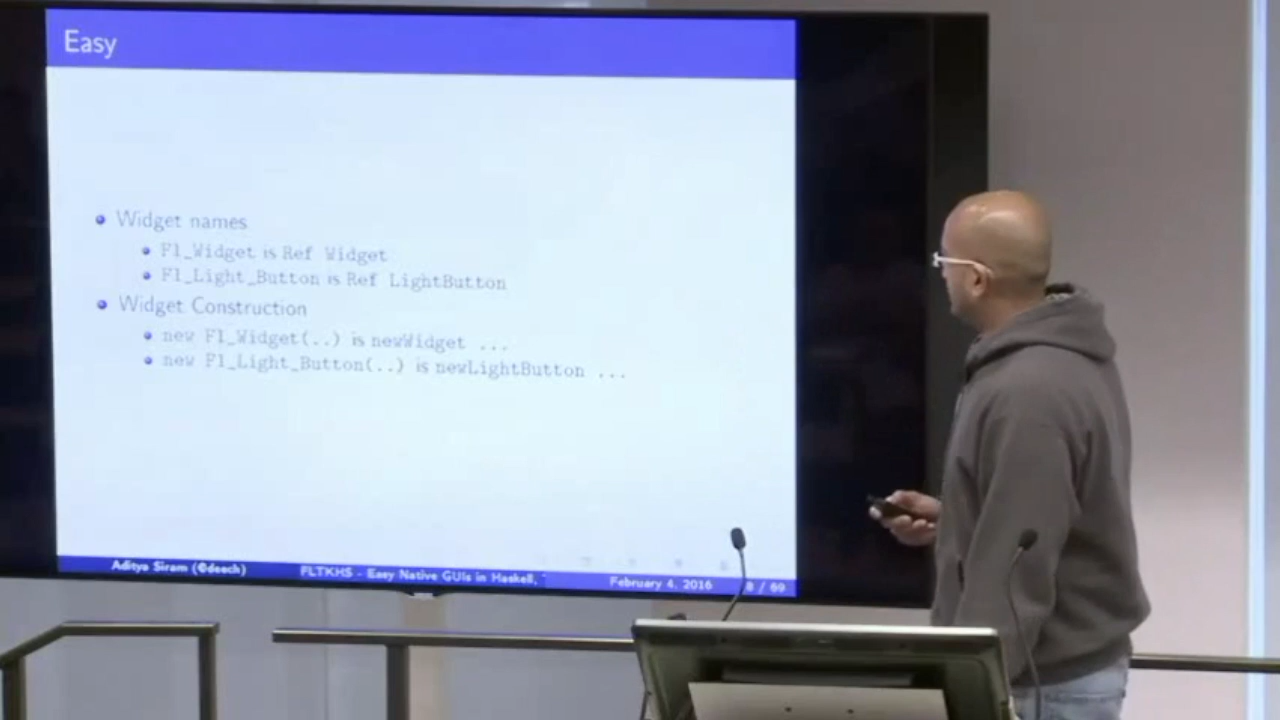 Easy
Widget names
Fl_Widget is Ref Widget
Fl_Light_Button is Ref LightButton
Widget Construction
new Fl_Widget(..) is newWidget ...
new Fl_Light_Button(..) is newLightButton ...
Aditya Siram (@deech) FLTKHS - Easy Native GUIs in Haskell, February 4, 2016 8 / 69